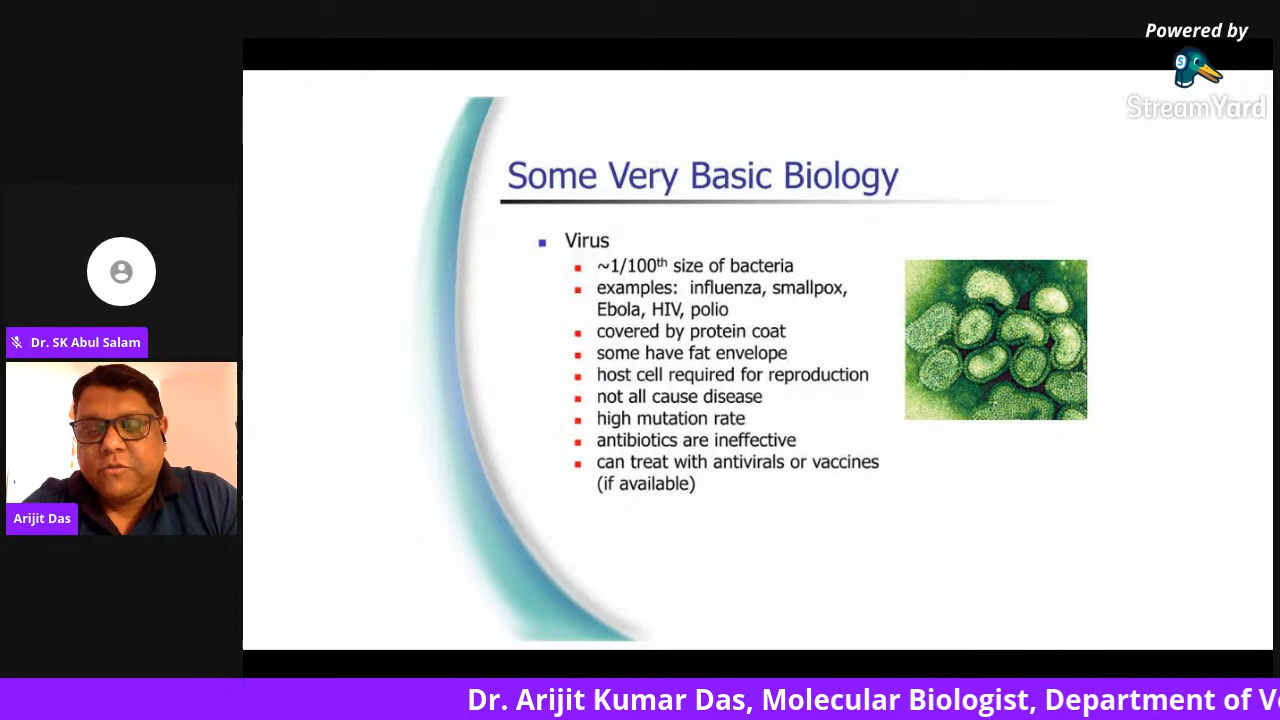 Powered by
StreamYard
Some Very Basic Biology
Virus
~1/100th size of bacteria
examples: influenza, smallpox,
Ebola, HIV, polio
covered by protein coat
some have fat envelope
host cell required for reproduction
not all cause disease
high mutation rate
antibiotics are ineffective
can treat with antivirals or vaccines
(if available)
Dr. SK Abul Salam
Arijit Das
Dr. Arijit Kumar Das, Molecular Biologist, Department of